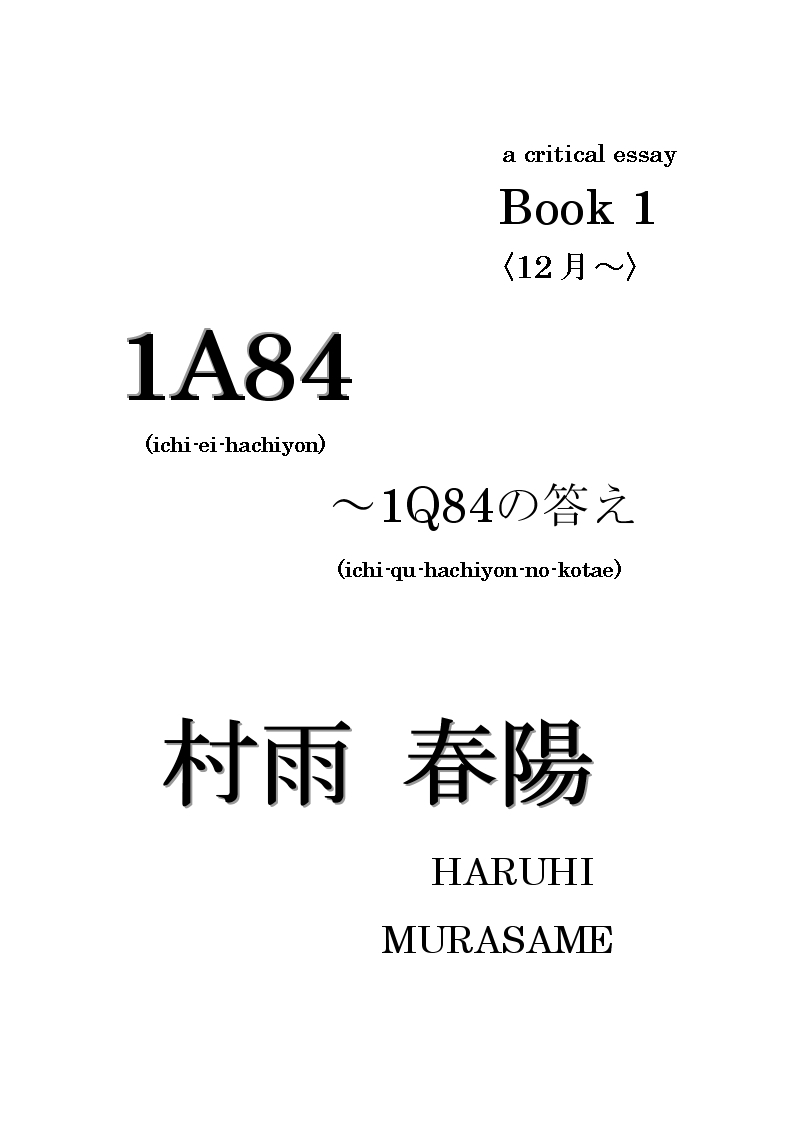 a critical essay
Book 1
〈12月～〉
1A84
(ichi-ei-hachiyon)
～1Q84の答え
(ichi-qu-hachiyon-no-kotae)
村雨 春陽
HARUHI
MURASAME